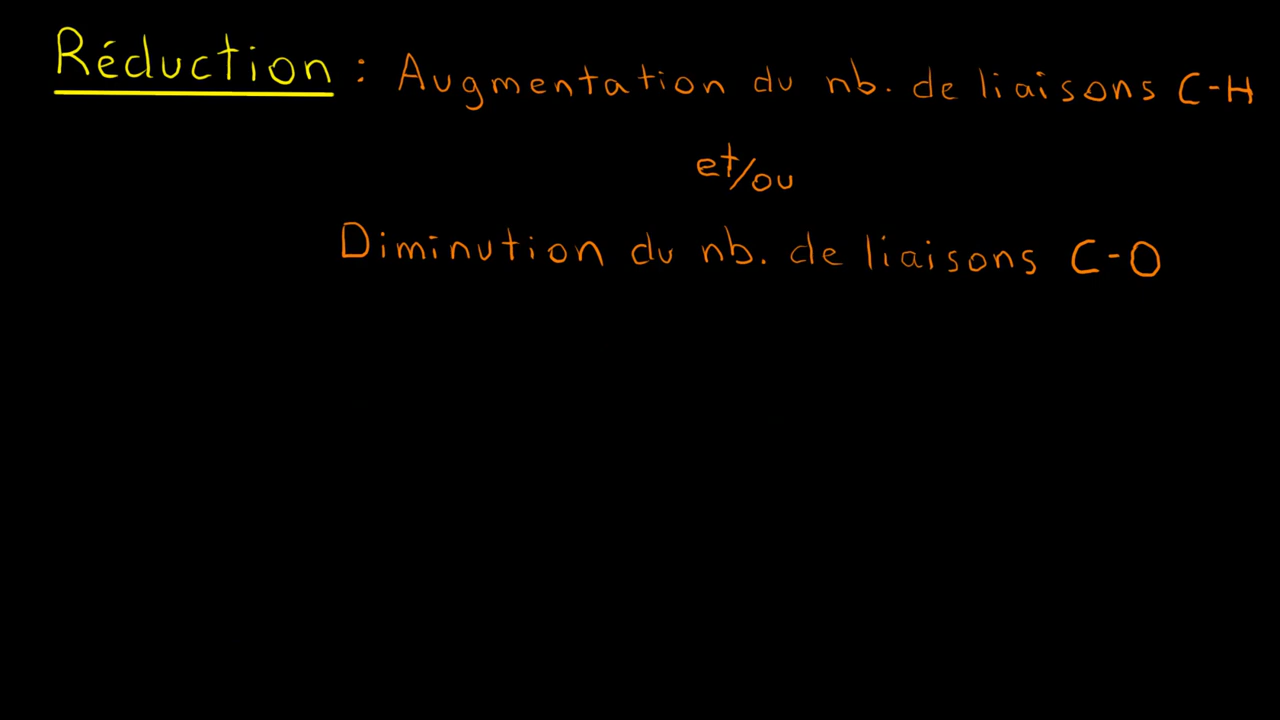 Réduction : Augmentation du nb. de liaisons C-H
et/ou
Diminution du nb. de liaisons C-O